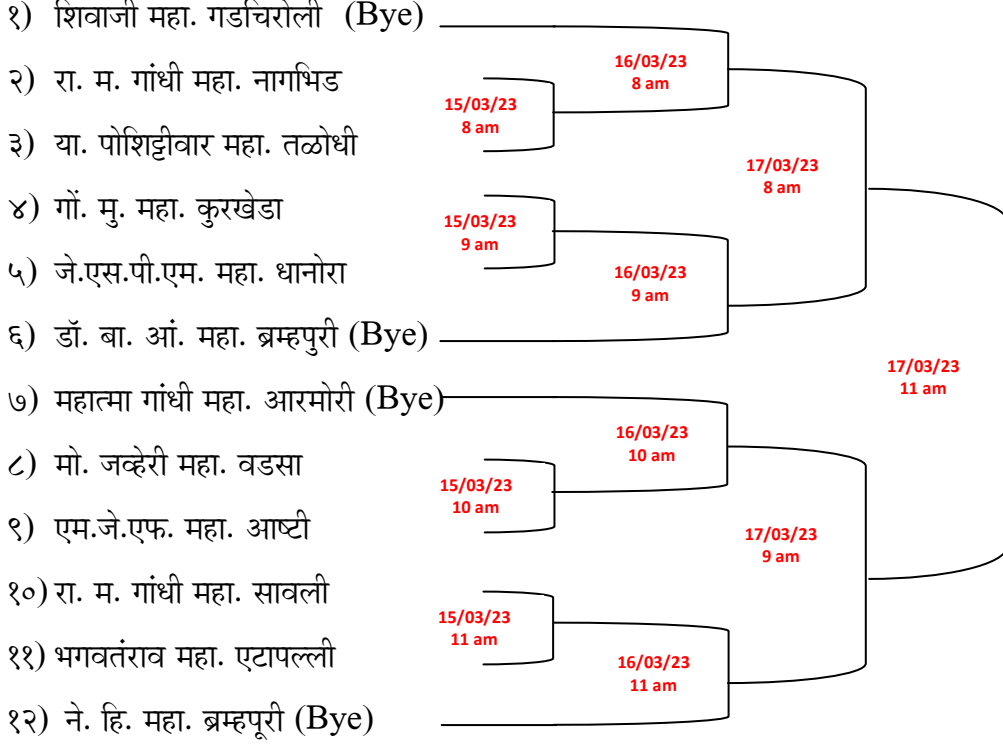 १) शिवाजी महा. गडचिरोली (Bye)
16/03/23
8 am
२) रा. म. गांधी महा. नागभिड
15/03/23
8 am
३) या. पोशिट्टीवार महा. तळोधी
17/03/23
8 am
४) गों. मु. महा. कुरखेडा
15/03/23
9 am
५) जे.एस.पी.एम. महा. धानोरा
16/03/23
9 am
६) डॉ. बा. आं. महा. ब्रम्हपुरी (Bye)
17/03/23
11 am
७) महात्मा गांधी महा. आरमोरी (Bye)
16/03/23
10 am
८) मो. जव्हेरी महा. वडसा
15/03/23
10 am
९) एम.जे.एफ. महा. आष्टी
17/03/23
9 am
१०) रा. म. गांधी महा. सावली
15/03/23
11 am
११) भगवतंराव महा. एटापल्ली
16/03/23
11 am
१२) ने. हि. महा. ब्रम्हपूरी (Bye)